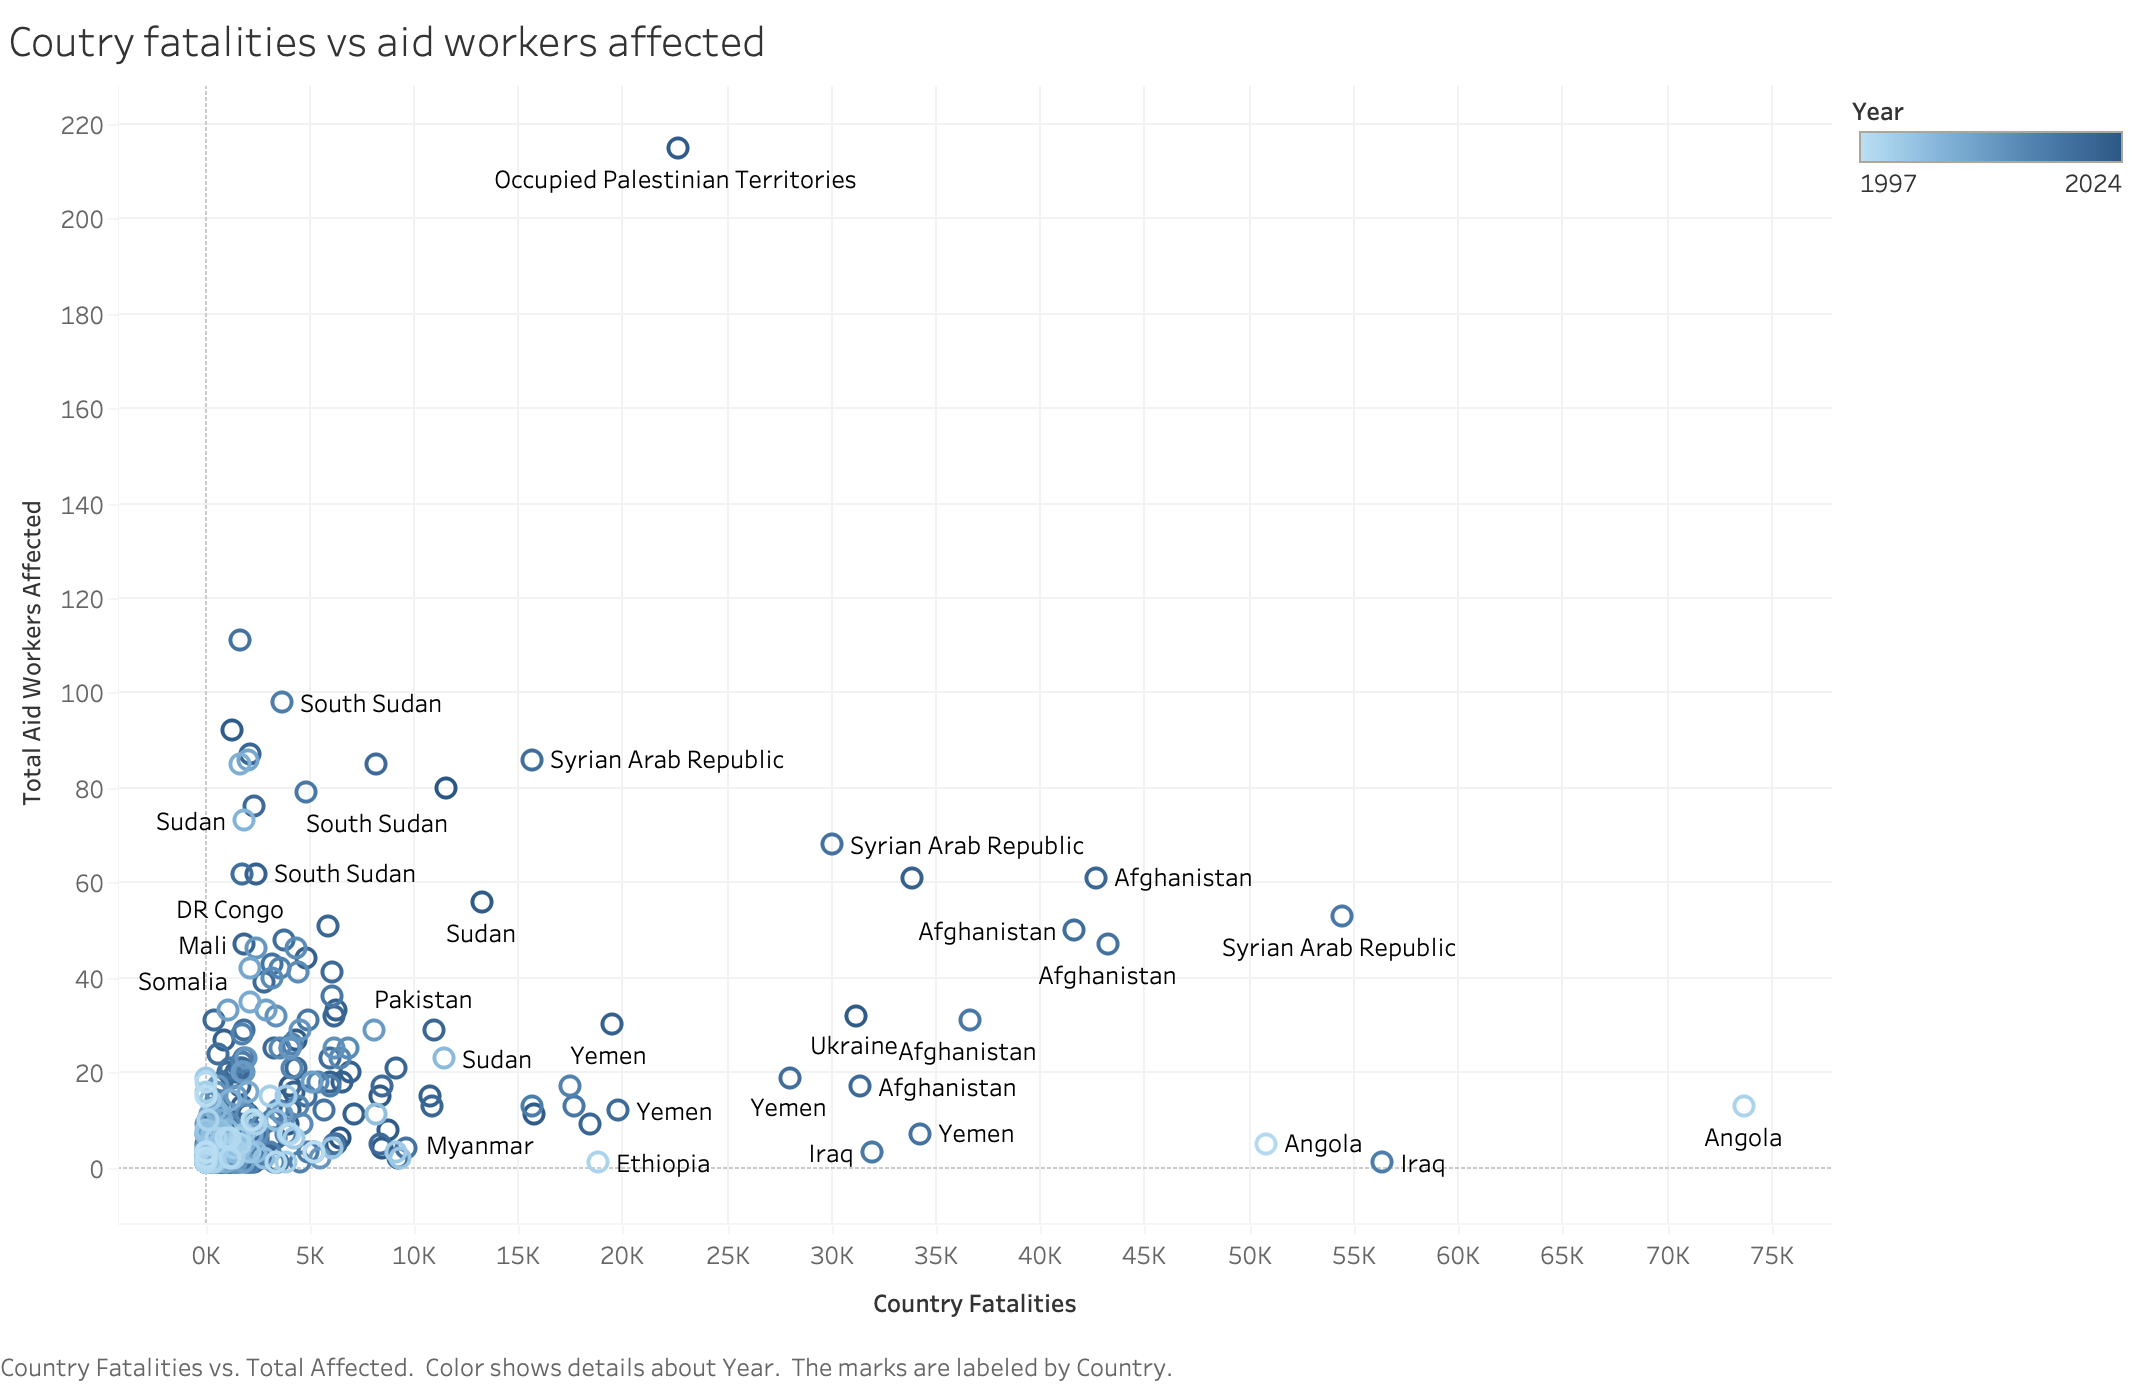 Coutry fatalities vs aid workers affected
Year
1997 2024
220
Occupied Palestinian Territories
200
180
160
140
120
100
South Sudan
Syrian Arab Republic
80
South Sudan
Sudan
Syrian Arab Republic
60
South Sudan
Afghanistan
DR Congo
Sudan
Afghanistan
Mali
Syrian Arab Republic
Afghanistan
40
Somalia
Pakistan
Ukraine
Afghanistan
Yemen
Sudan
20
Afghanistan
Yemen
Yemen
Yemen
Angola
Angola
Myanmar
Iraq
Ethiopia
Iraq
0
Total Aid Workers Affected
0K 5K 10K 15K 20K 25K 30K 35K 40K 45K 50K 55K 60K 65K 70K 75K
Country Fatalities
Country Fatalities vs. Total Affected. Color shows details about Year. The marks are labeled by Country.